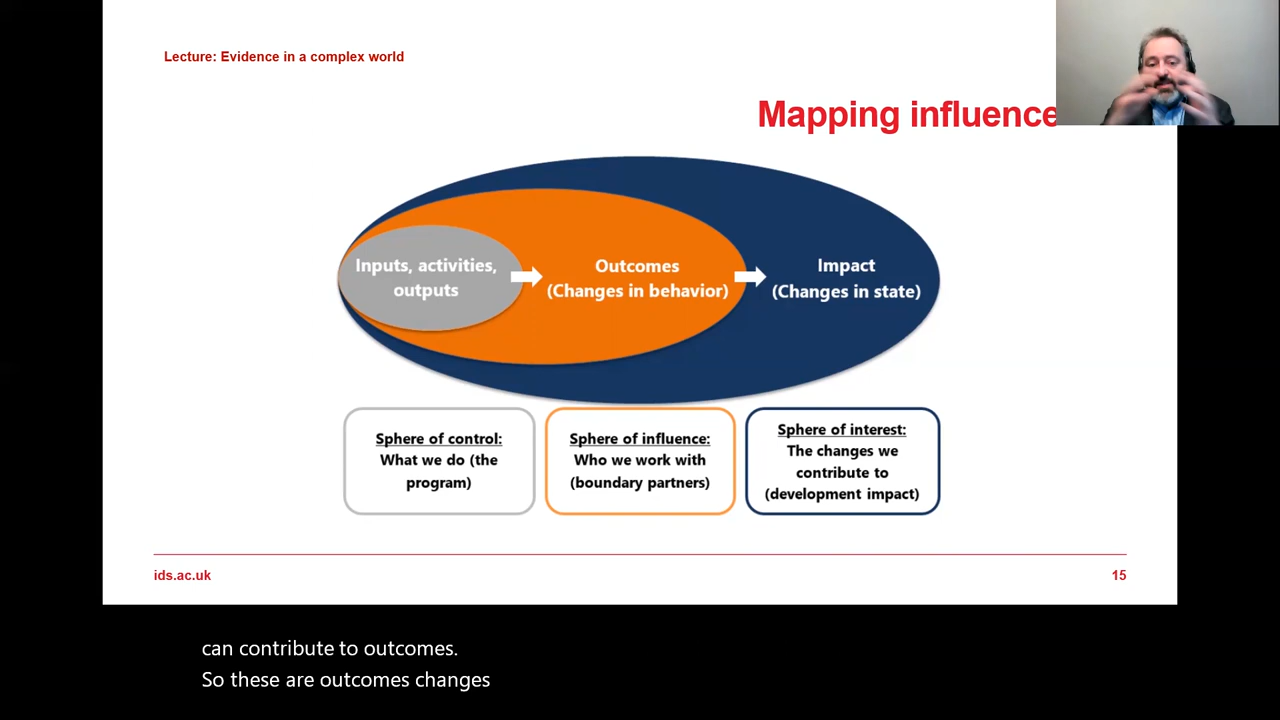 Lecture: Evidence in a complex world
Mapping influence
Inputs, activities,
outputs
Outcomes
(Changes in behavior)
Impact
(Changes in state)
Sphere of control:
What we do (the
program)
Sphere of influence:
Who we work with
(boundary partners)
Sphere of interest:
The changes we
contribute to
(development impact)
ids.ac.uk
15
can contribute to outcomes.
So these are outcomes changes